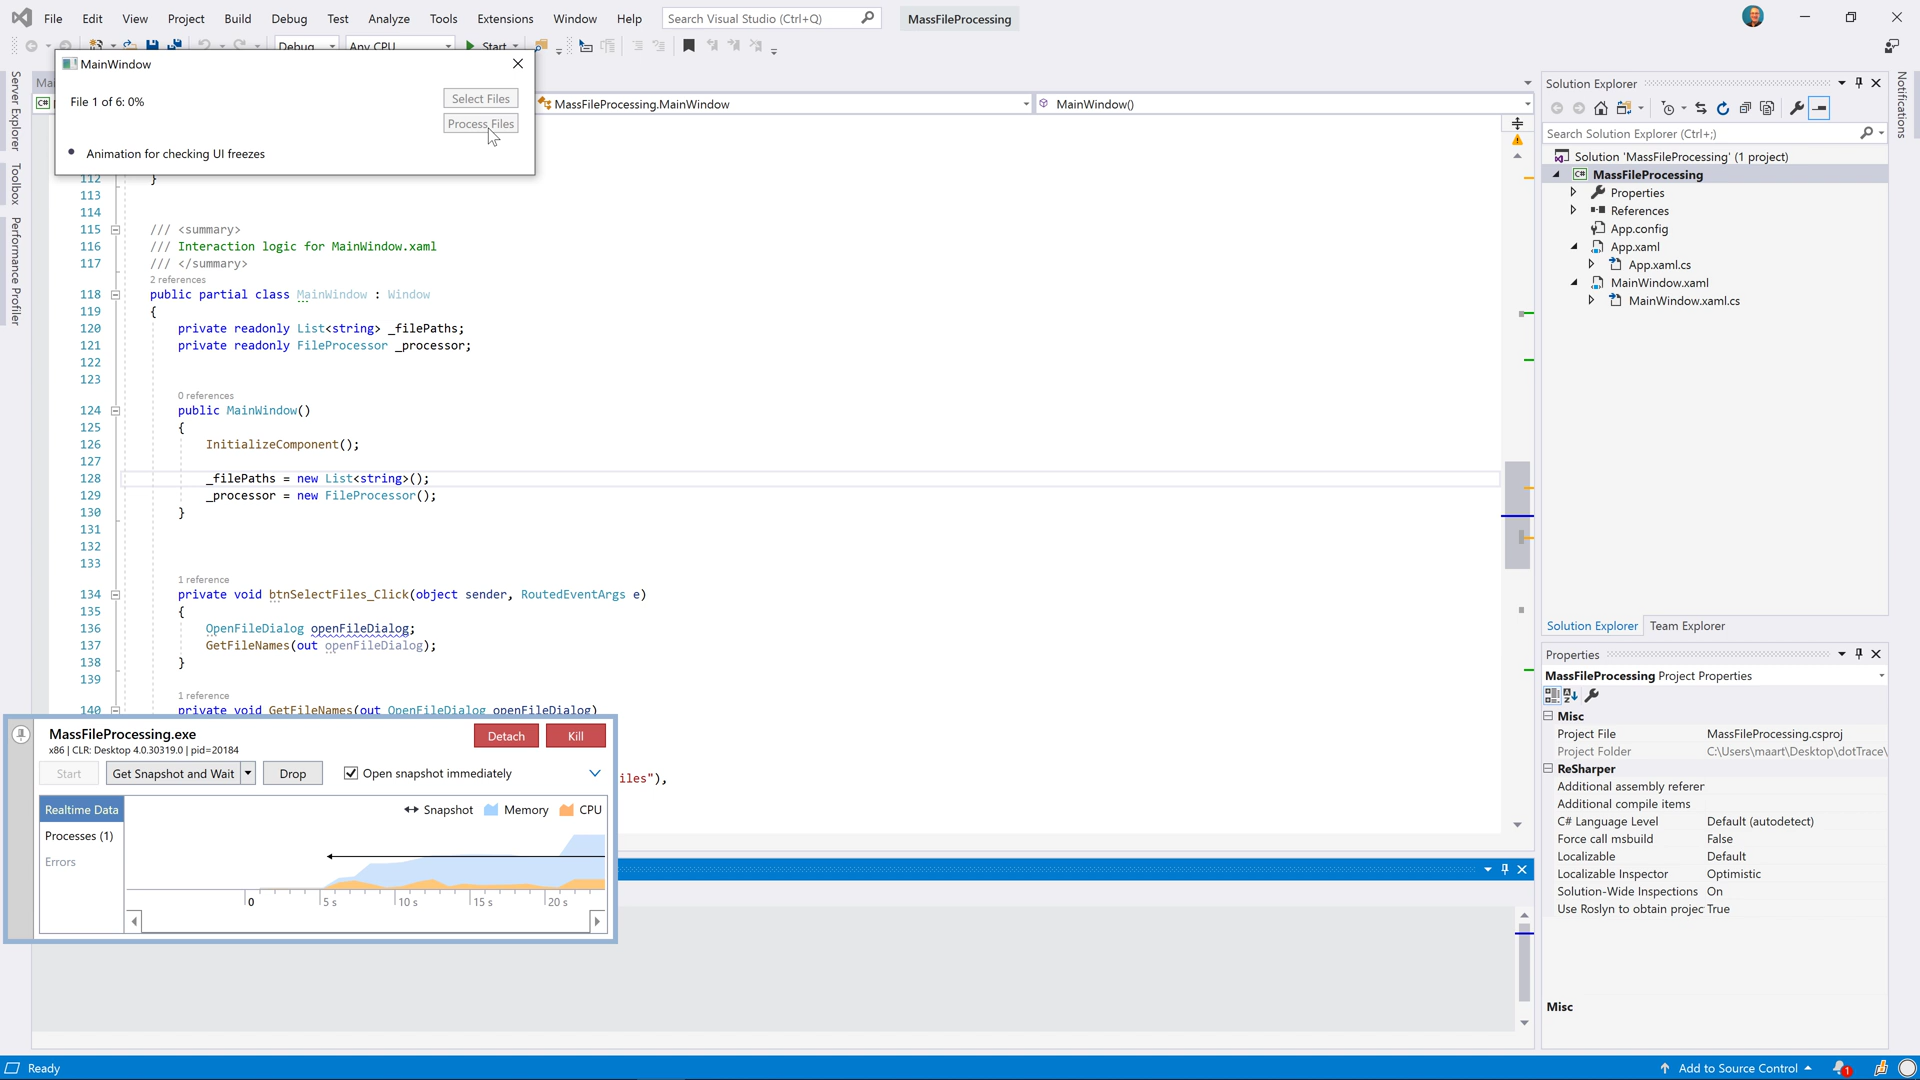 File Edit View Project Build Debug Test Analyze Tools Extensions Window Help Search Visual Studio (Ctrl+Q) MassFileProcessing
Debug Any CPU Start
MainWindow
File 1 of 6: 0%
Select Files
Process Files
Animation for checking UI freezes
Server Explorer
Toolbox
Performance Profiler
MassFileProcessing.MainWindow MainWindow()
112 }
113
114
115 /// <summary>
116 /// Interaction logic for MainWindow.xaml
117 /// </summary>
2 references
118 public partial class MainWindow : Window
119 {
120 private readonly List<string> _filePaths;
121 private readonly FileProcessor _processor;
122
123
0 references
124 public MainWindow()
125 {
126 InitializeComponent();
127
128 _filePaths = new List<string>();
129 _processor = new FileProcessor();
130 }
131
132
133
1 reference
134 private void btnSelectFiles_Click(object sender, RoutedEventArgs e)
135 {
136 OpenFileDialog openFileDialog;
137 GetFileNames(out openFileDialog);
138 }
139
1 reference
140 private void GetFileNames(out OpenFileDialog openFileDialog)
iles"),
MassFileProcessing.exe
x86 | CLR: Desktop 4.0.30319.0 | pid=20184
Detach Kill
Start Get Snapshot and Wait Drop Open snapshot immediately
Realtime Data
Processes (1)
Errors
Snapshot Memory CPU
0 5 s 10 s 15 s 20 s
Solution Explorer
Search Solution Explorer (Ctrl+;)
Solution 'MassFileProcessing' (1 project)
MassFileProcessing
Properties
References
App.config
App.xaml
App.xaml.cs
MainWindow.xaml
MainWindow.xaml.cs
Solution Explorer Team Explorer
Properties
MassFileProcessing Project Properties
Misc
Project File MassFileProcessing.csproj
Project Folder C:\Users\maart\Desktop\dotTrace\
ReSharper
Additional assembly referer
Additional compile items
C# Language Level Default (autodetect)
Force call msbuild False
Localizable Default
Localizable Inspector Optimistic
Solution-Wide Inspections On
Use Roslyn to obtain projec True
Misc
Notifications
Ready
Add to Source Control
1